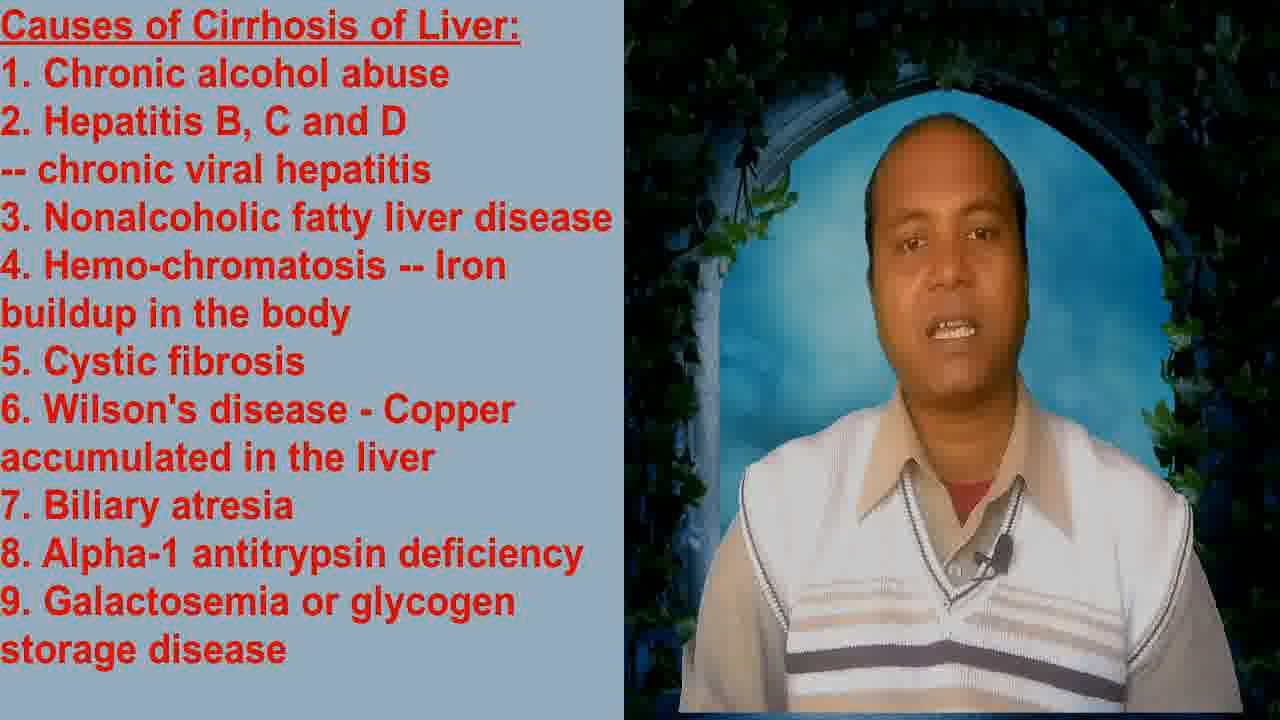 Causes of Cirrhosis of Liver:
1. Chronic alcohol abuse
2. Hepatitis B, C and D
-- chronic viral hepatitis
3. Nonalcoholic fatty liver disease
4. Hemo-chromatosis -- Iron
buildup in the body
5. Cystic fibrosis
6. Wilson's disease - Copper
accumulated in the liver
7. Biliary atresia
8. Alpha-1 antitrypsin deficiency
9. Galactosemia or glycogen
storage disease